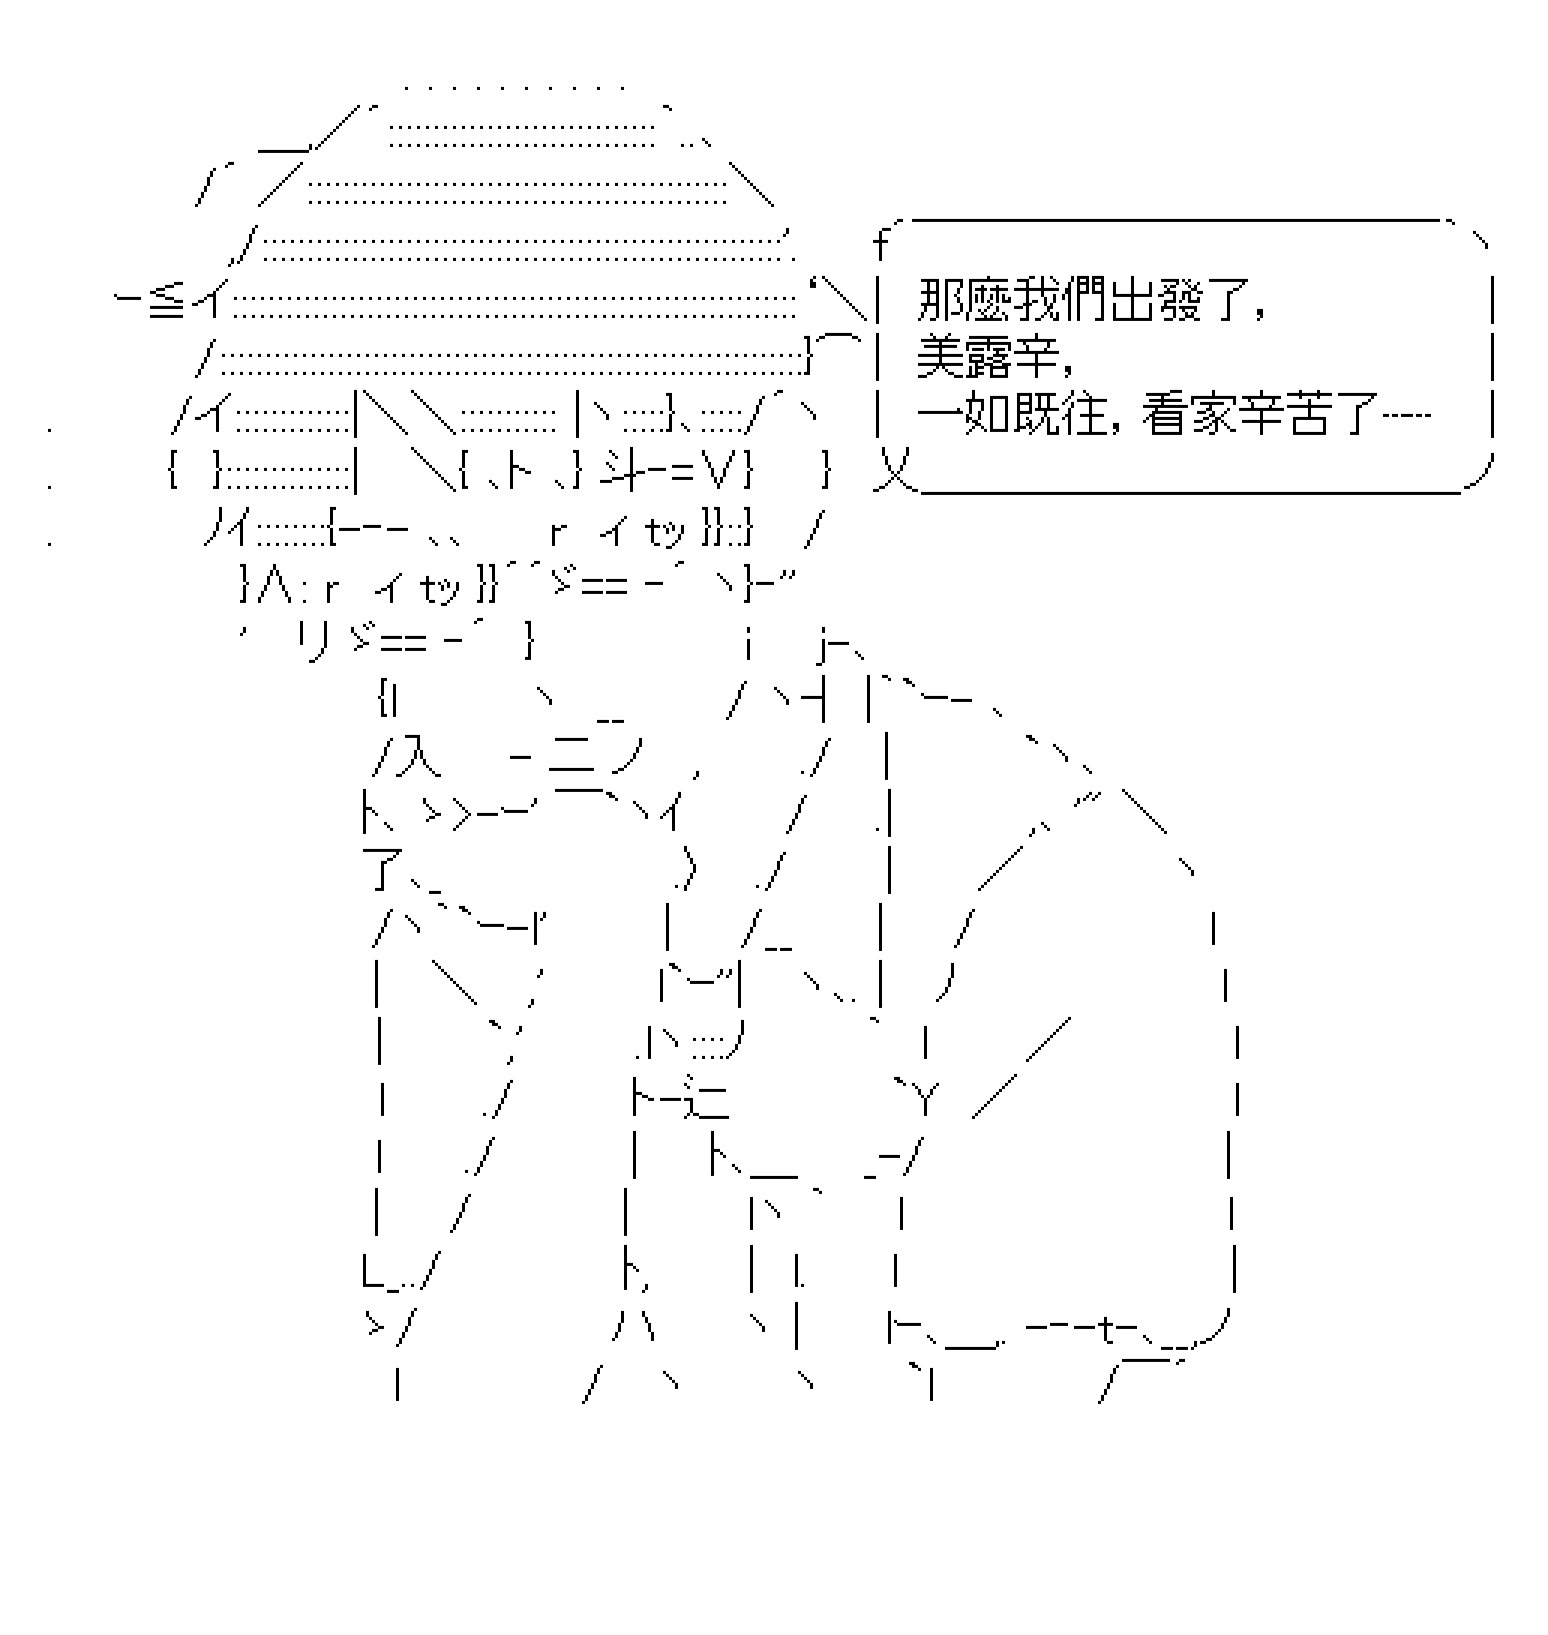 那麼我們出發了，
美露辛，
一如既往，看家辛苦了┄┄